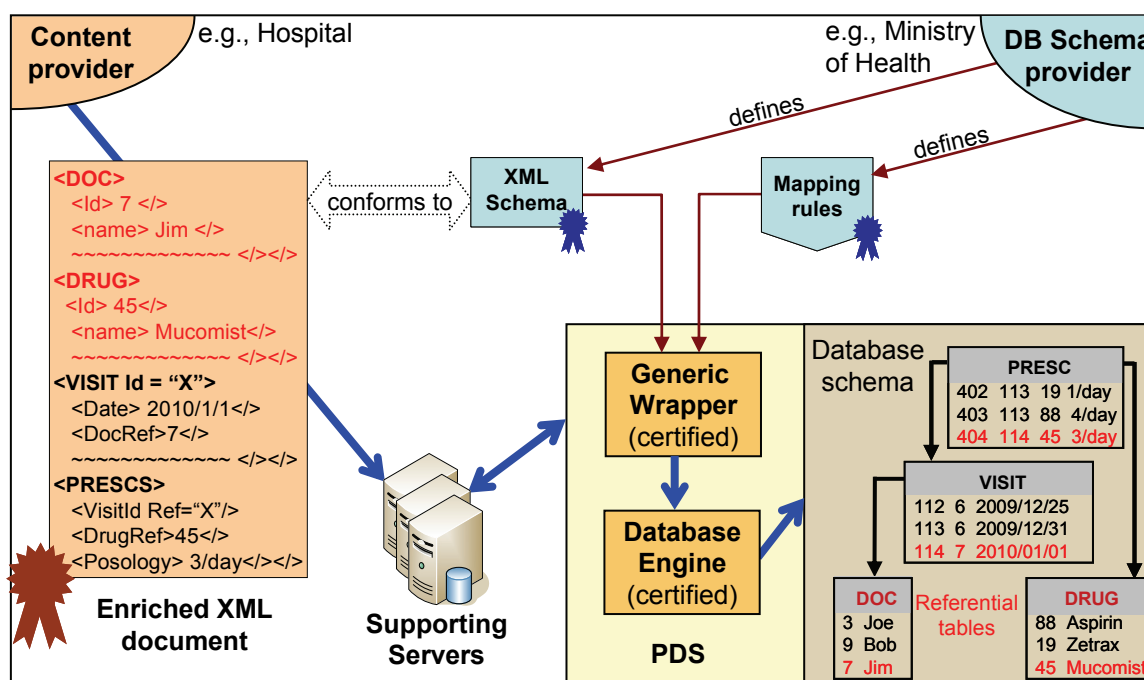 Content
provider
e.g., Hospital
e.g., Ministry
of Health
DB Schema
provider
defines
defines
<DOC>
<Id> 7 </>
<name> Jim </>
~~~~~~~~~~~~~ </></>
<DRUG>
<Id> 45</>
<name> Mucomist</>
~~~~~~~~~~~~~ </></>
<VISIT Id = “X”>
<Date> 2010/1/1</>
<DocRef>7</>
~~~~~~~~~~~~~ </></>
<PRESCS>
<VisitId Ref=“X”/>
<DrugRef>45</>
<Posology> 3/day</></>
Enriched XML
document
conforms to
XML
Schema
Mapping
rules
Supporting
Servers
Generic
Wrapper
(certified)
Database
Engine
(certified)
PDS
Database
schema
PRESC
402 113 19 1/day
403 113 88 4/day
404 114 45 3/day
VISIT
112 6 2009/12/25
113 6 2009/12/31
114 7 2010/01/01
DOC
3 Joe
9 Bob
7 Jim
Referential
tables
DRUG
88 Aspirin
19 Zetrax
45 Mucomist